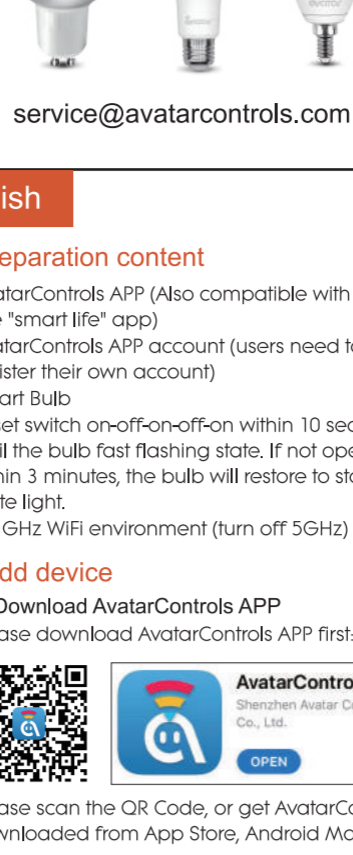 service@avatarcontrols.com
ish
eparation content
atarControls APP (Also compatible with
e "smart life" app)
atarControls APP account (users need to
ister their own account)
art Bulb
set switch on-off-on-off-on within 10 sec
il the bulb fast flashing state. If not ope
hin 3 minutes, the bulb will restore to sta
te light.
GHz WiFi environment (turn off 5GHz)
dd device
Download AvatarControls APP
ase download AvatarControls APP first:
AvatarContro
Shenzhen Avatar Co
Co., Ltd.
OPEN
ase scan the QR Code, or get AvatarCo
wnloaded from App Store, Android Ma